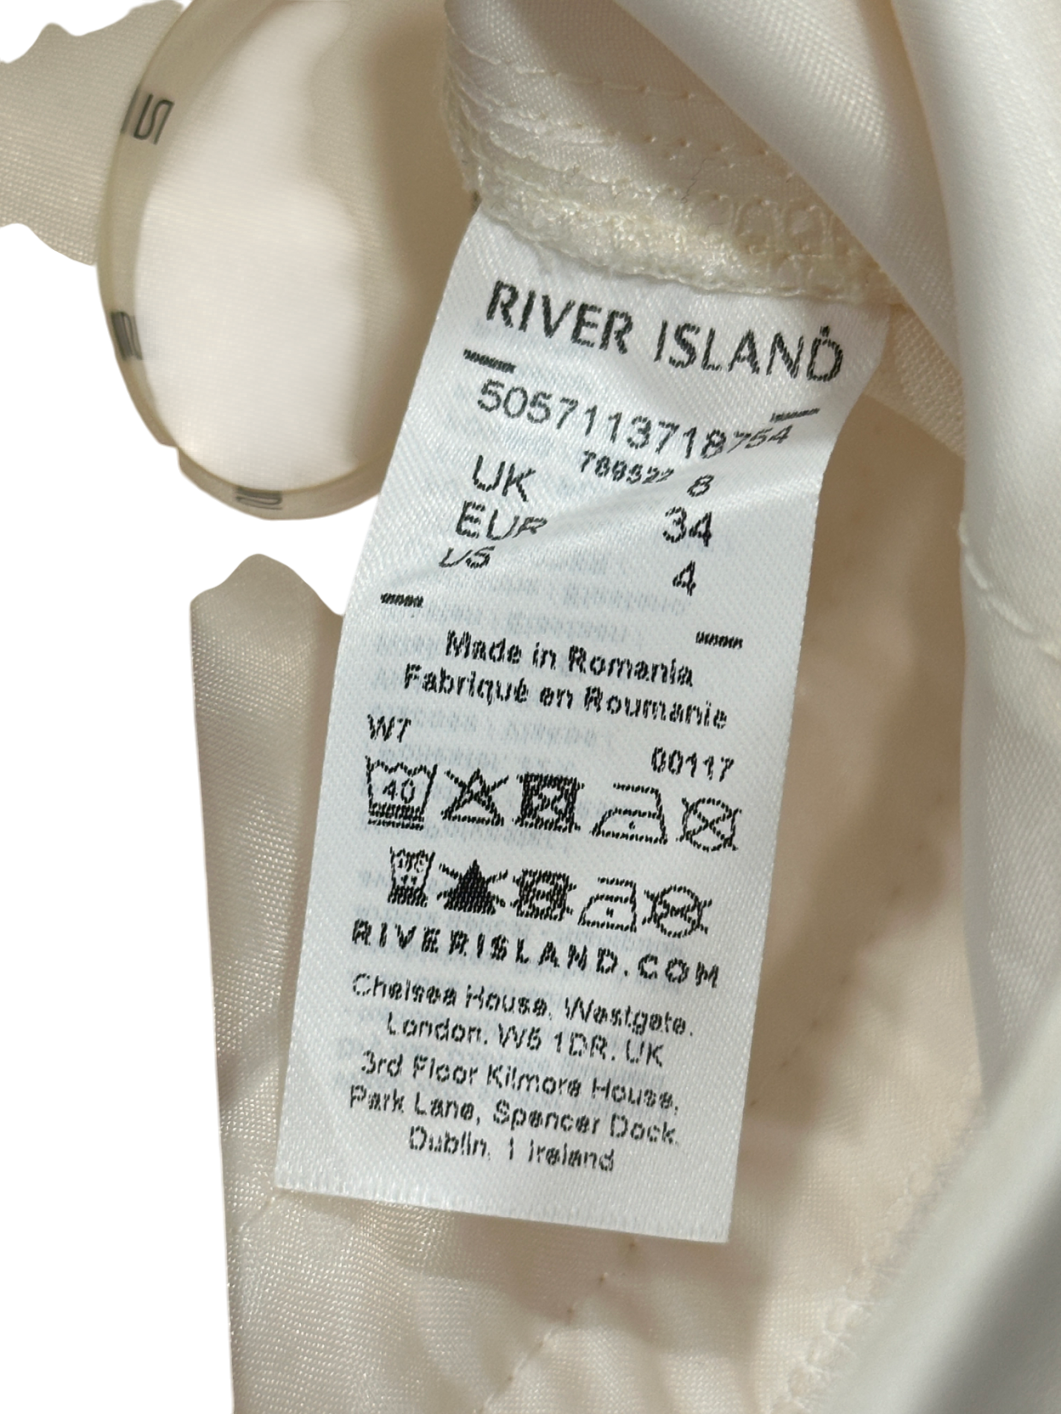 RIVER ISLAND
5057113718754
789522
UK 8
EUR 34
US 4
Made in Romania
Fabriqué en Roumanie
W7 00117
40
RIVERISLAND.COM
Chelsea House, Westgate,
London, W5 1DR, UK
3rd Floor Kilmore House,
Park Lane, Spencer Dock,
Dublin, 1 Ireland